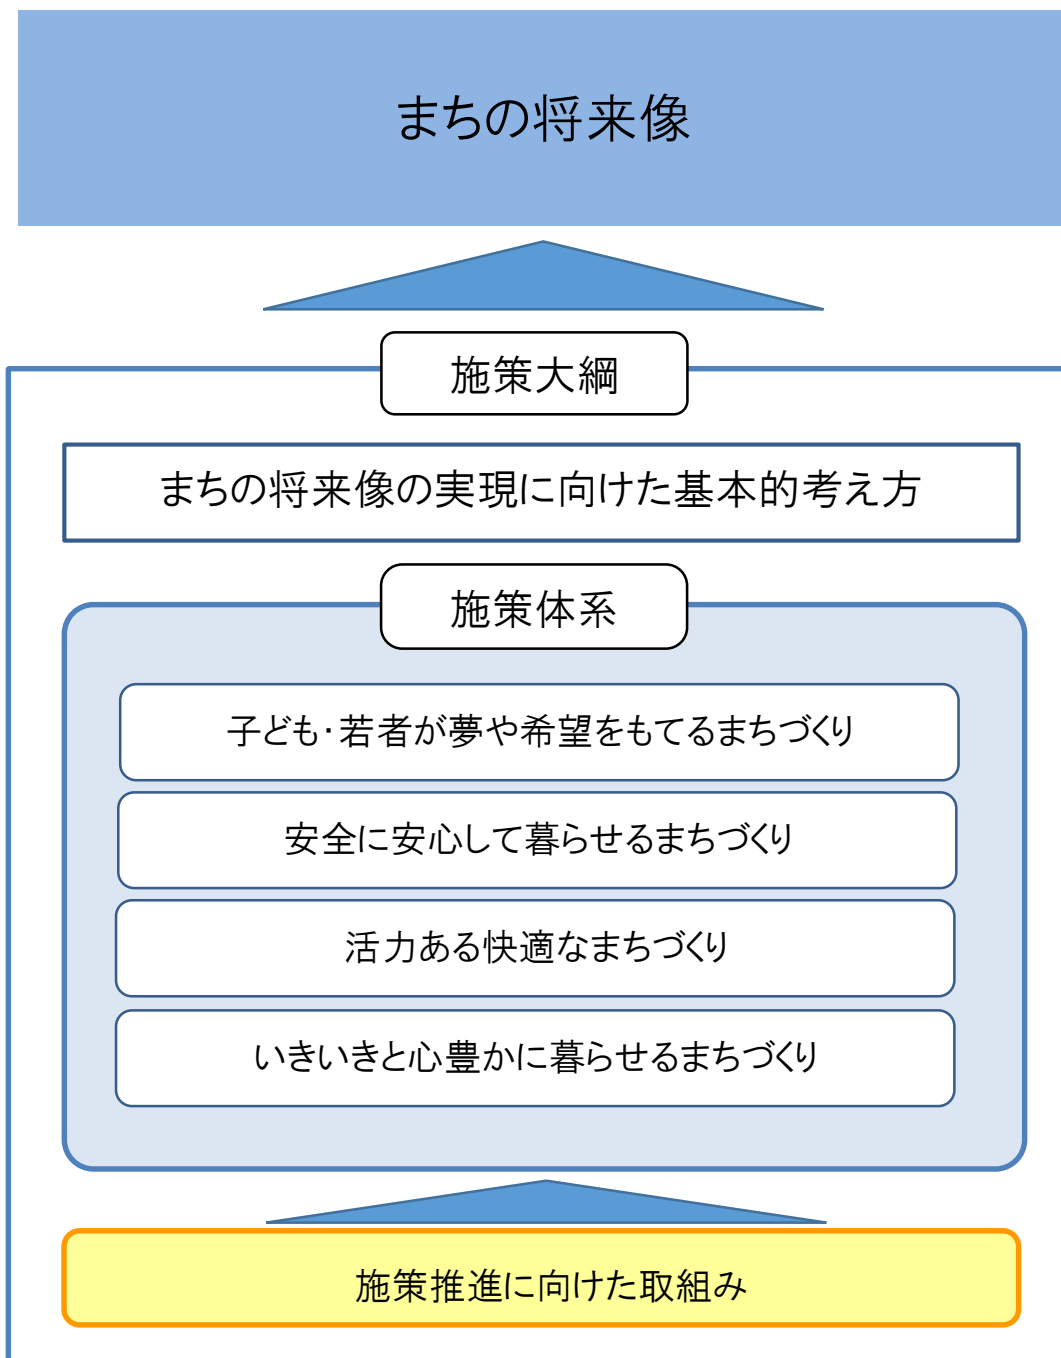 まちの将来像
施策大綱
まちの将来像の実現に向けた基本的考え方
施策体系
子ども・若者が夢や希望をもてるまちづくり
安全に安心して暮らせるまちづくり
活力ある快適なまちづくり
いきいきと心豊かに暮らせるまちづくり
施策推進に向けた取組み